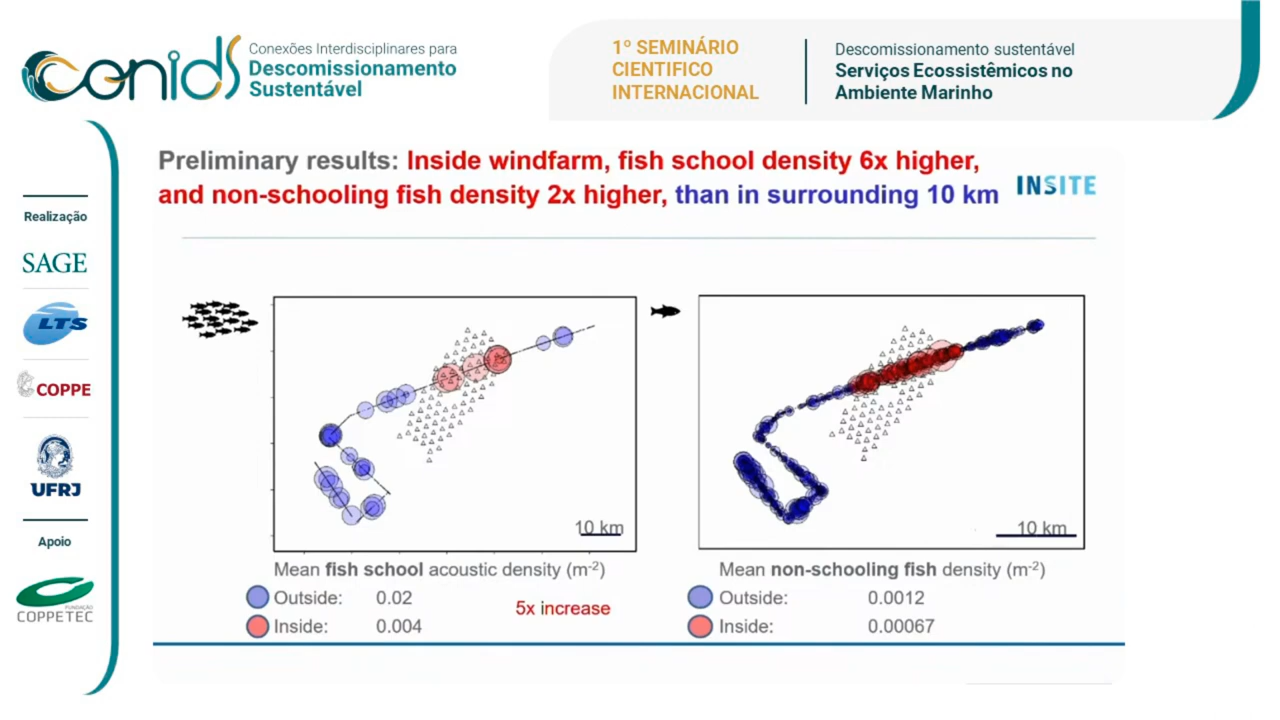 conids
Conexões Interdisciplinares para
Descomissionamento
Sustentável
1º SEMINÁRIO
CIENTIFICO
INTERNACIONAL
Descomissionamento sustentável
Serviços Ecossistêmicos no
Ambiente Marinho
Realização
SAGE
LTS
COPPE
UFRJ
Apoio
FUNDAÇÃO
COPPETEC
Preliminary results: Inside windfarm, fish school density 6x higher,
and non-schooling fish density 2x higher, than in surrounding 10 km
INSITE
10 km
Mean fish school acoustic density (m-2)
Outside: 0.02
Inside: 0.004
5x increase
10 km
Mean non-schooling fish density (m-2)
Outside: 0.0012
Inside: 0.00067